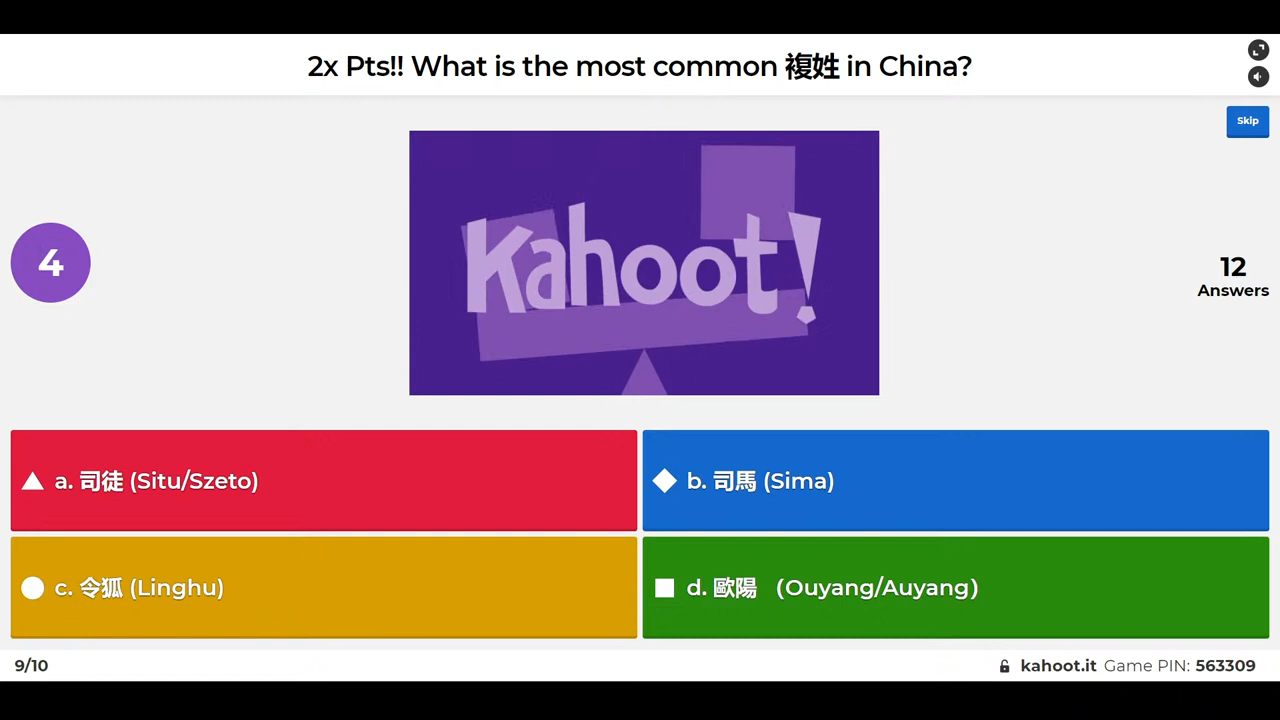 2x Pts!! What is the most common 複姓 in China?
Skip
Kahoot!
4
12
Answers
a. 司徒 (Situ/Szeto)
b. 司馬 (Sima)
c. 令狐 (Linghu)
d. 歐陽 （Ouyang/Auyang)
9/10
kahoot.it Game PIN: 563309